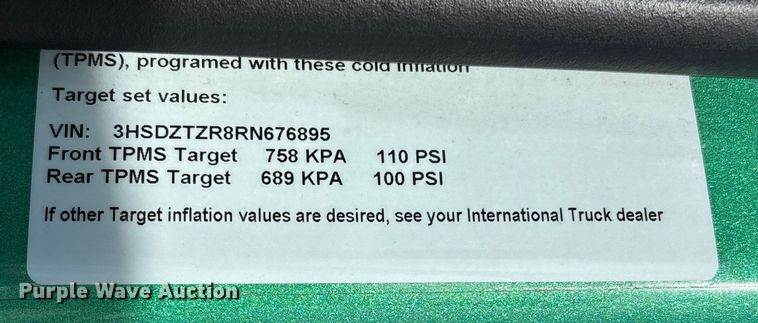 (TPMS), programed with these cold inflation
Target set values:
VIN: 3HSDZTZR8RN676895
Front TPMS Target 758 KPA 110 PSI
Rear TPMS Target 689 KPA 100 PSI
If other Target inflation values are desired, see your International Truck dealer
Purple Wave Auction